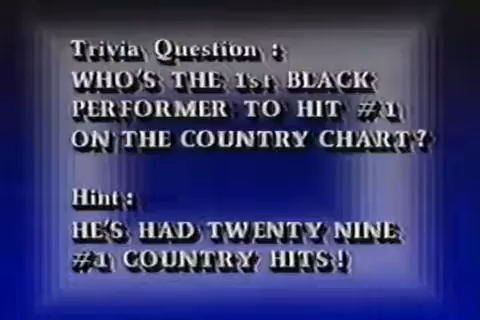 Trivia Question :
WHO'S THE 1st BLACK
PERFORMER TO HIT #1
ON THE COUNTRY CHART?
Hint:
HE'S HAD TWENTY NINE
#1 COUNTRY HITS!